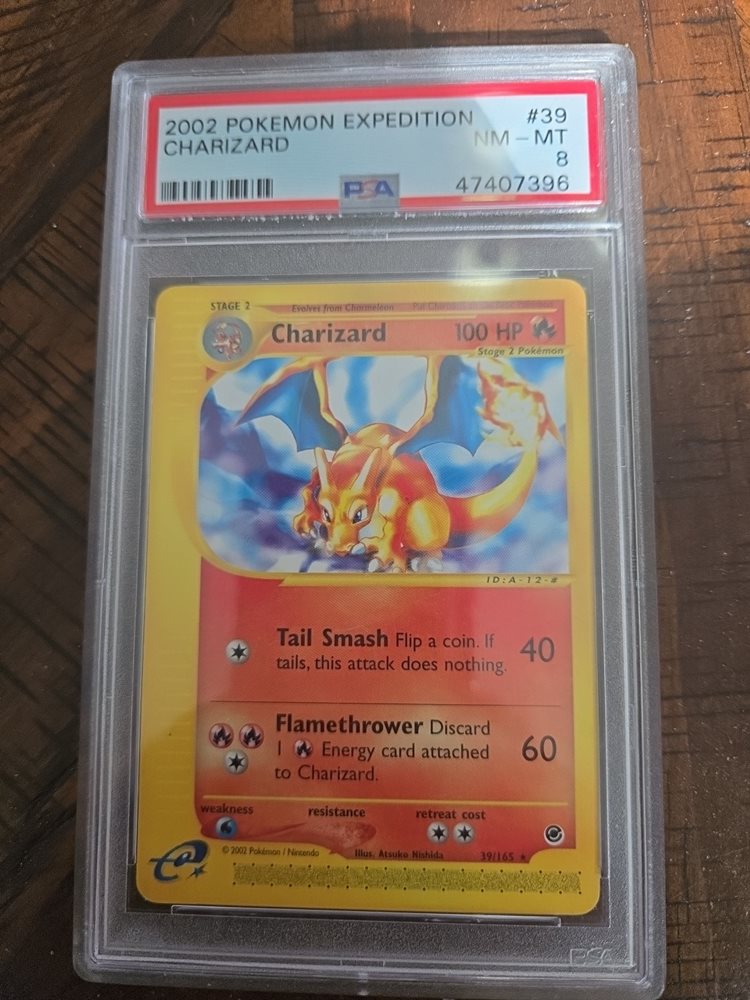 2002 POKEMON EXPEDITION #39
CHARIZARD NM - MT
8
PSA 47407396
STAGE 2 Evolves from Charmeleon
Charizard 100 HP
Stage 2 Pokémon
ID:A-12-#
Tail Smash Flip a coin. If
tails, this attack does nothing. 40
Flamethrower Discard
1 Energy card attached 60
to Charizard.
weakness resistance retreat cost
© 2002 Pokémon / Nintendo Illus. Atsuko Nishida 39/165 ★
e
PSA